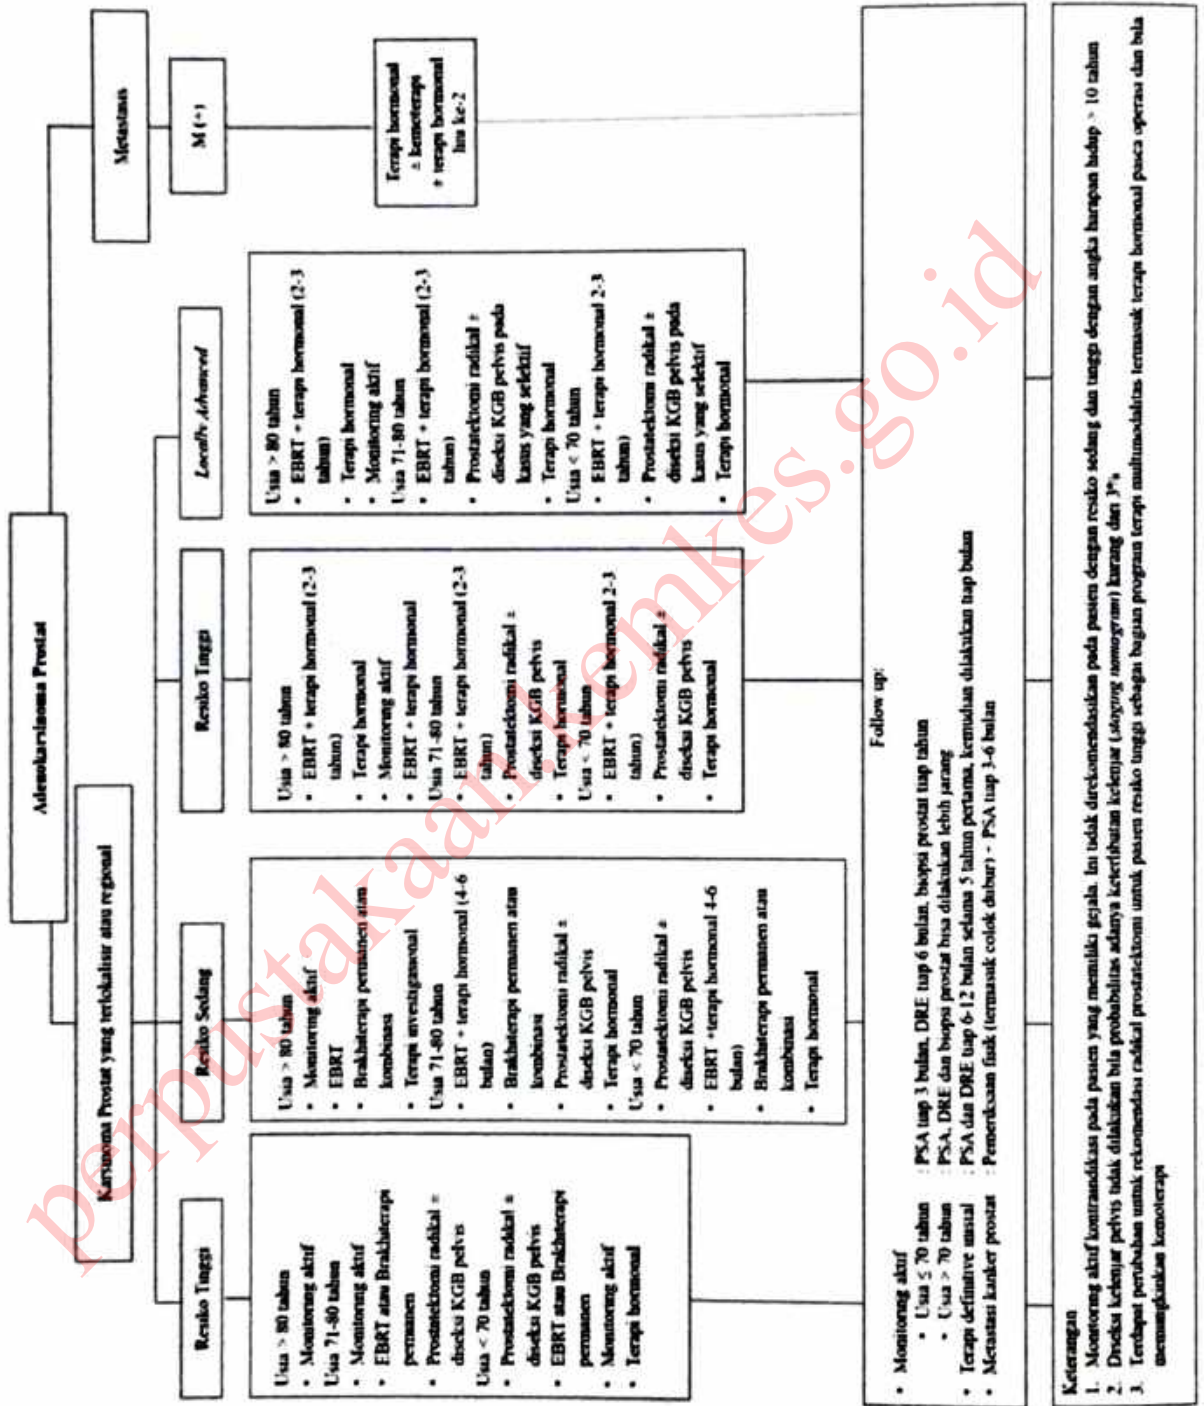 Adenokarsinoma Prostat
Karsinoma Prostat yang terlokalisir atau regional
Metastasis
Resiko Tinggi
Resiko Sedang
Resiko Tinggi
Locally Advanced
M (+)
Usia > 80 tahun
• Monitoring aktif
Usia 71-80 tahun
• Monitoring aktif
• EBRT atau Brakhiterapi
permanen
• Prostatektomi radikal ±
diseksi KGB pelvis
Usia < 70 tahun
• Prostatektomi radikal ±
diseksi KGB pelvis
• EBRT atau Brakhiterapi
permanen
• Monitoring aktif
• Terapi hormonal
Usia > 80 tahun
• Monitoring aktif
• EBRT
• Brakhiterapi permanen atau
kombinasi
• Terapi investigasional
Usia 71-80 tahun
• EBRT + terapi hormonal (4-6
bulan)
• Brakhiterapi permanen atau
kombinasi
• Prostatektomi radikal ±
diseksi KGB pelvis
• Terapi hormonal
Usia < 70 tahun
• Prostatektomi radikal ±
diseksi KGB pelvis
• EBRT +terapi hormonal 4-6
bulan)
• Brakhiterapi permanen atau
kombinasi
• Terapi hormonal
Usia > 80 tahun
• EBRT + terapi hormonal (2-3
tahun)
• Terapi hormonal
• Monitoring aktif
• EBRT + terapi hormonal
Usia 71-80 tahun
• EBRT + terapi hormonal (2-3
tahun)
• Prostatektomi radikal ±
diseksi KGB pelvis
• Terapi hormonal
Usia < 70 tahun
• EBRT + terapi hormonal 2-3
tahun)
• Prostatektomi radikal ±
diseksi KGB pelvis
• Terapi hormonal
Usia > 80 tahun
• EBRT + terapi hormonal (2-3
tahun)
• Terapi hormonal
• Monitoring aktif
Usia 71-80 tahun
• EBRT + terapi hormonal (2-3
tahun)
• Prostatektomi radikal ±
diseksi KGB pelvis pada
kasus yang selektif
• Terapi hormonal
Usia < 70 tahun
• EBRT + terapi hormonal 2-3
tahun)
• Prostatektomi radikal ±
diseksi KGB pelvis pada
kasus yang selektif
• Terapi hormonal
Terapi hormonal
± kemoterapi
± terapi hormonal
lini ke-2
Follow up:
• Monitoring aktif
• Usia ≤ 70 tahun : PSA tiap 3 bulan, DRE tiap 6 bulan, biopsi prostat tiap tahun
• Usia > 70 tahun : PSA, DRE dan biopsi prostat bisa dilakukan lebih jarang
• Terapi definitive inisial : PSA dan DRE tiap 6-12 bulan selama 5 tahun pertama, kemudian dilakukan tiap bulan
• Metastasi kanker prostat : Pemeriksaan fisik (termasuk colok dubur) - PSA tiap 3-6 bulan
Keterangan
1. Monitoring aktif kontraindikasi pada pasien yang memiliki gejala. Ini tidak direkomendasikan pada pasien dengan resiko sedang dan tinggi dengan angka harapan hidup > 10 tahun
2. Diseksi kelenjar pelvis tidak dilakukan bila probabilitas adanya keterlibatan kelenjar (staging nomogram) kurang dari 3%
3. Terdapat perubahan untuk rekomendasi radikal prostatektomi untuk pasien resiko tinggi sebagai bagian program terapi multimodalitas termasuk terapi hormonal pasca operasi dan bila
memungkinkan kemoterapi
perpustakaan.kemkes.go.id